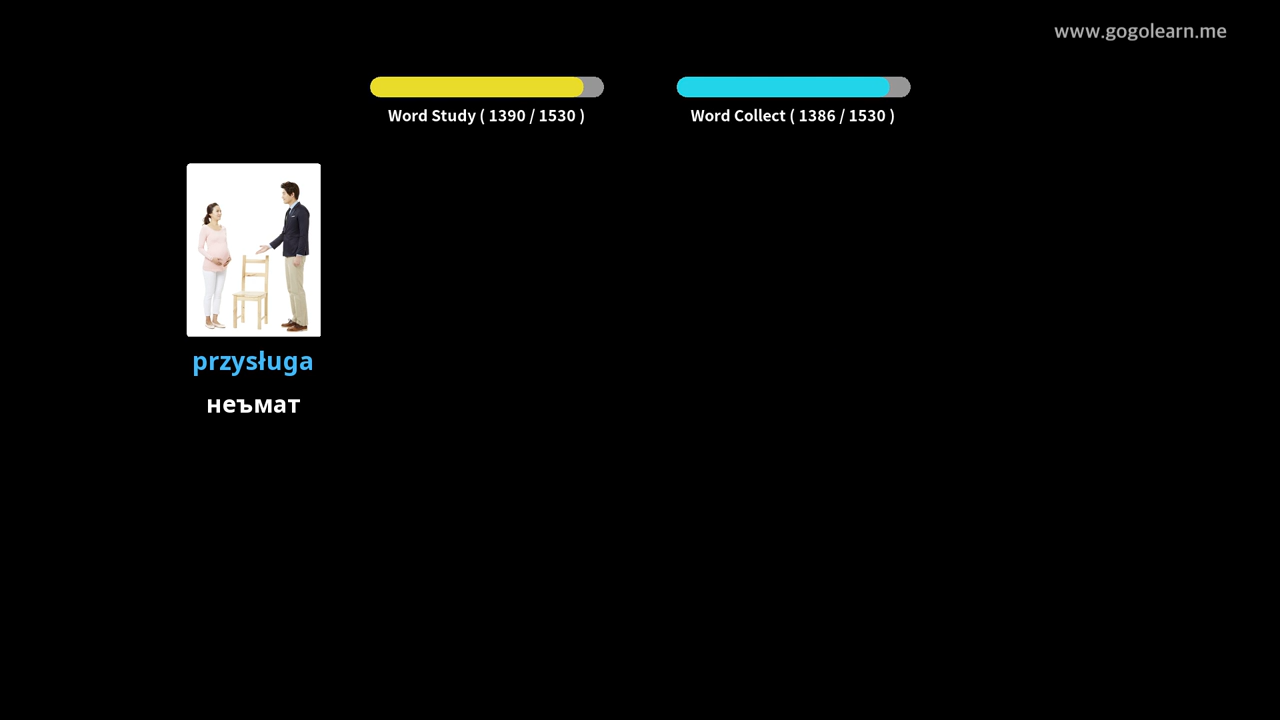 www.gogolearn.me
Word Study ( 1390 / 1530 )
Word Collect ( 1386 / 1530 )
przysługa
неъмат